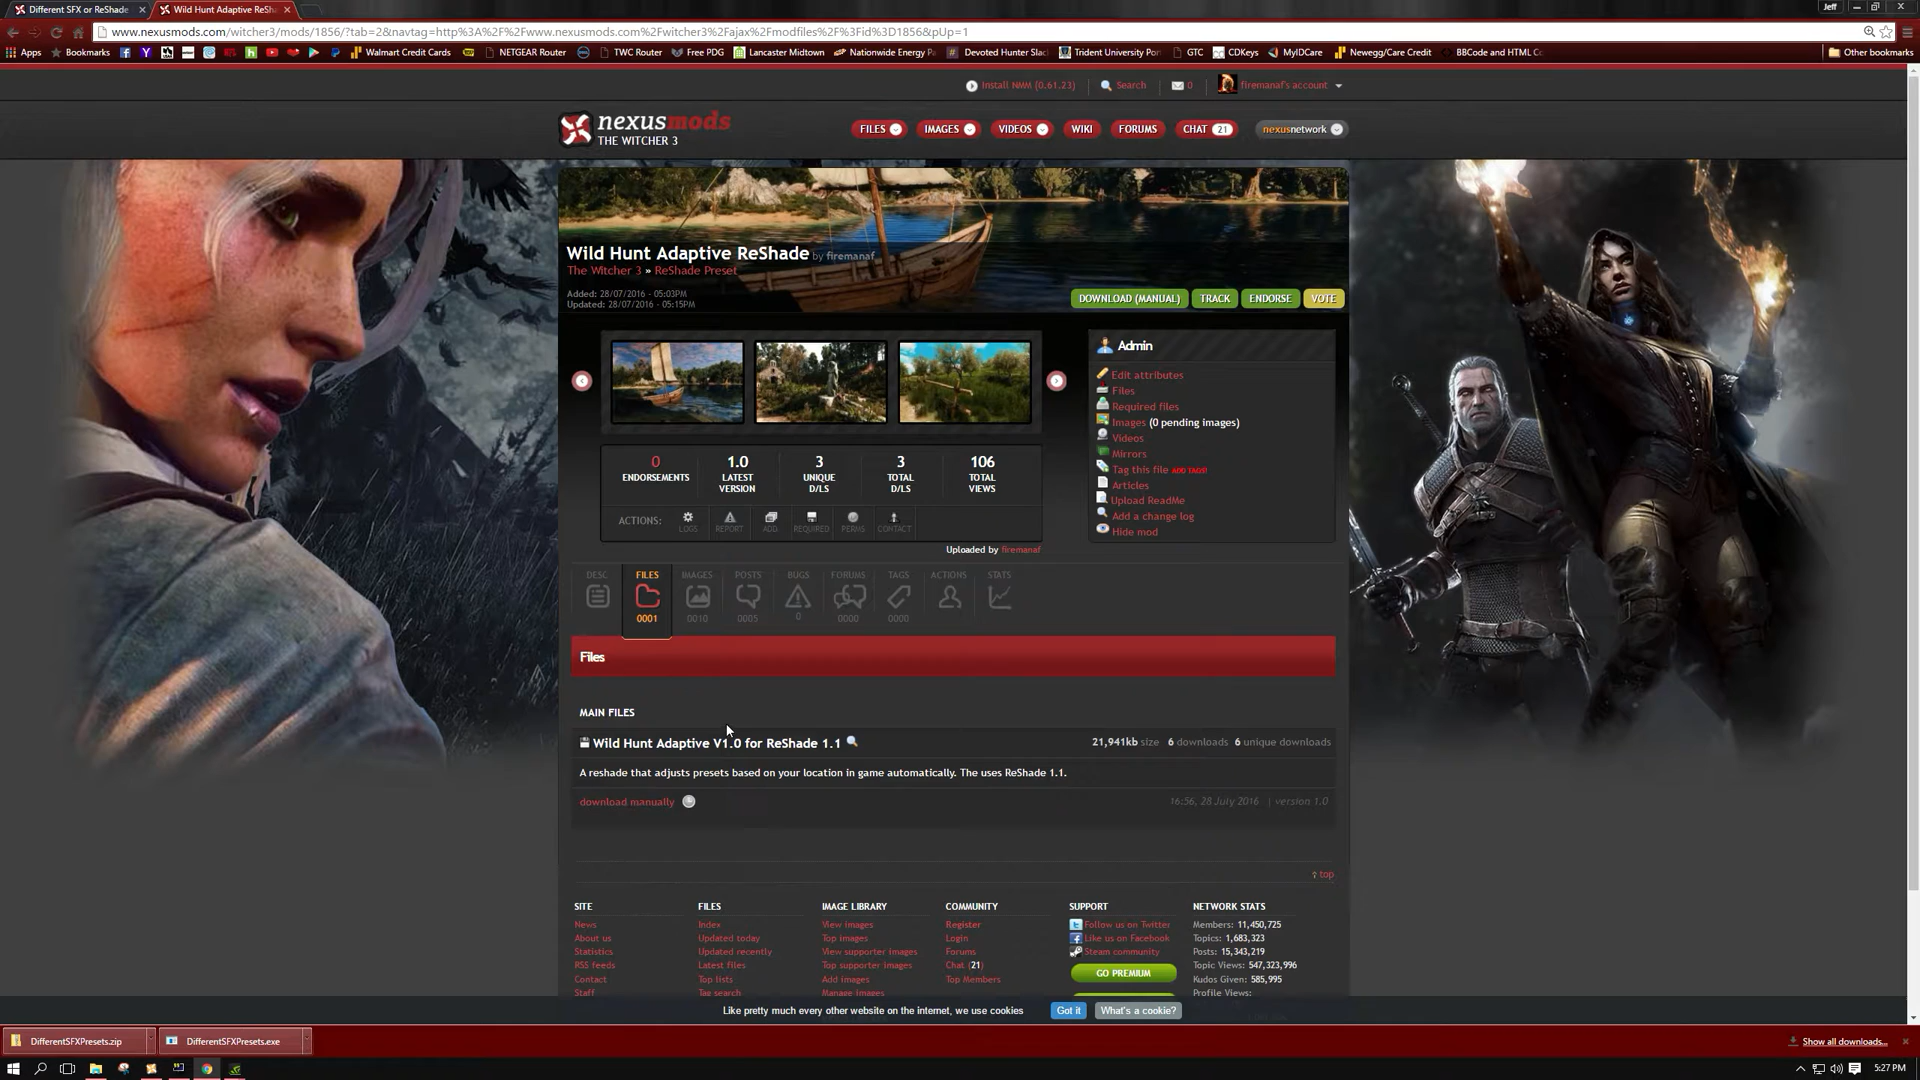 Different SFX or ReShade
Wild Hunt Adaptive ReSh
Jeff
www.nexusmods.com/witcher3/mods/1856/?tab=2&navtag=http%3A%2F%2Fwww.nexusmods.com%2Fwitcher3%2Fajax%2Fmodfiles%2F%3Fid%3D1856&pUp=1
Apps
Bookmarks
Walmart Credit Cards
NETGEAR Router
TWC Router
Free PDG
Lancaster Midtown
Nationwide Energy P
Devoted Hunter Slac
Trident University Por
GTC
CDKeys
MyIDCare
Newegg/Care Credit
BBCode and HTML Co
Other bookmarks
Install NMM (0.61.23)
Search
0
firemanaf's account
nexusmods
THE WITCHER 3
FILES
IMAGES
VIDEOS
WIKI
FORUMS
CHAT 21
nexusnetwork
Wild Hunt Adaptive ReShade by firemanaf
The Witcher 3 » ReShade Preset
Added: 28/07/2016 - 05:03PM
Updated: 28/07/2016 - 05:15PM
DOWNLOAD (MANUAL)
TRACK
ENDORSE
VOTE
Admin
Edit attributes
Files
Required files
Images (0 pending images)
Videos
Mirrors
Tag this file ADD TAGS!
Articles
Upload ReadMe
Add a change log
Hide mod
0 1.0 3 3 106
ENDORSEMENTS LATEST VERSION UNIQUE D/LS TOTAL D/LS TOTAL VIEWS
ACTIONS: LOGS REPORT ADD REQUIRED PERMS CONTACT
Uploaded by firemanaf
DESC FILES IMAGES POSTS BUGS FORUMS TAGS ACTIONS STATS
0001 0010 0005 0 0000 0000
Files
MAIN FILES
Wild Hunt Adaptive V1.0 for ReShade 1.1
21,941kb size 6 downloads 6 unique downloads
A reshade that adjusts presets based on your location in game automatically. The uses ReShade 1.1.
download manually
16:56, 28 July 2016 | version 1.0
top
SITE
News
About us
Statistics
RSS feeds
Contact
Staff
FILES
Index
Updated today
Updated recently
Latest files
Top lists
Tag search
IMAGE LIBRARY
View images
Top images
View supporter images
Top supporter images
Add images
Manage images
COMMUNITY
Register
Login
Forums
Chat (21)
Top Members
SUPPORT
Follow us on Twitter
Like us on Facebook
Steam community
GO PREMIUM
NETWORK STATS
Members: 11,450,725
Topics: 1,683,323
Posts: 15,343,219
Topic Views: 547,323,996
Kudos Given: 585,995
Profile Views:
Like pretty much every other website on the internet, we use cookies
Got it
What's a cookie?
DifferentSFXPresets.zip
DifferentSFXPresets.exe
Show all downloads...
5:27 PM